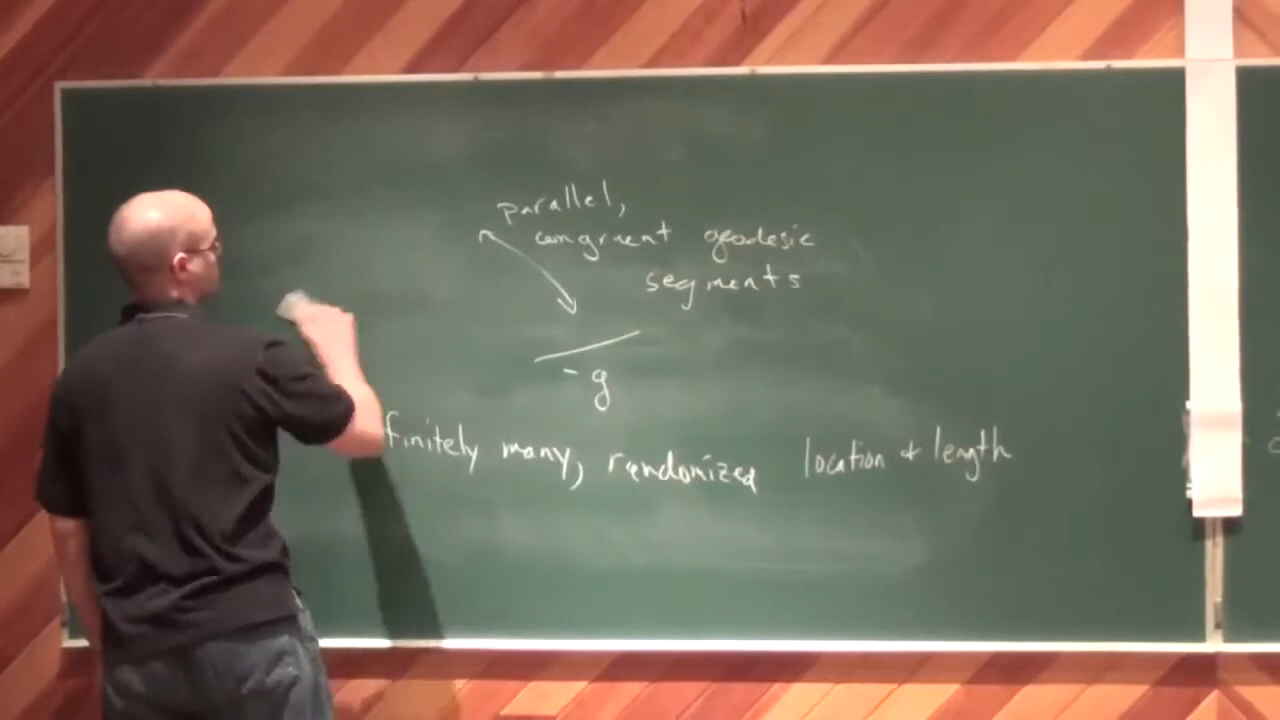 parallel,
congruent geodesic
segments
- g
finitely many, randomized location & length